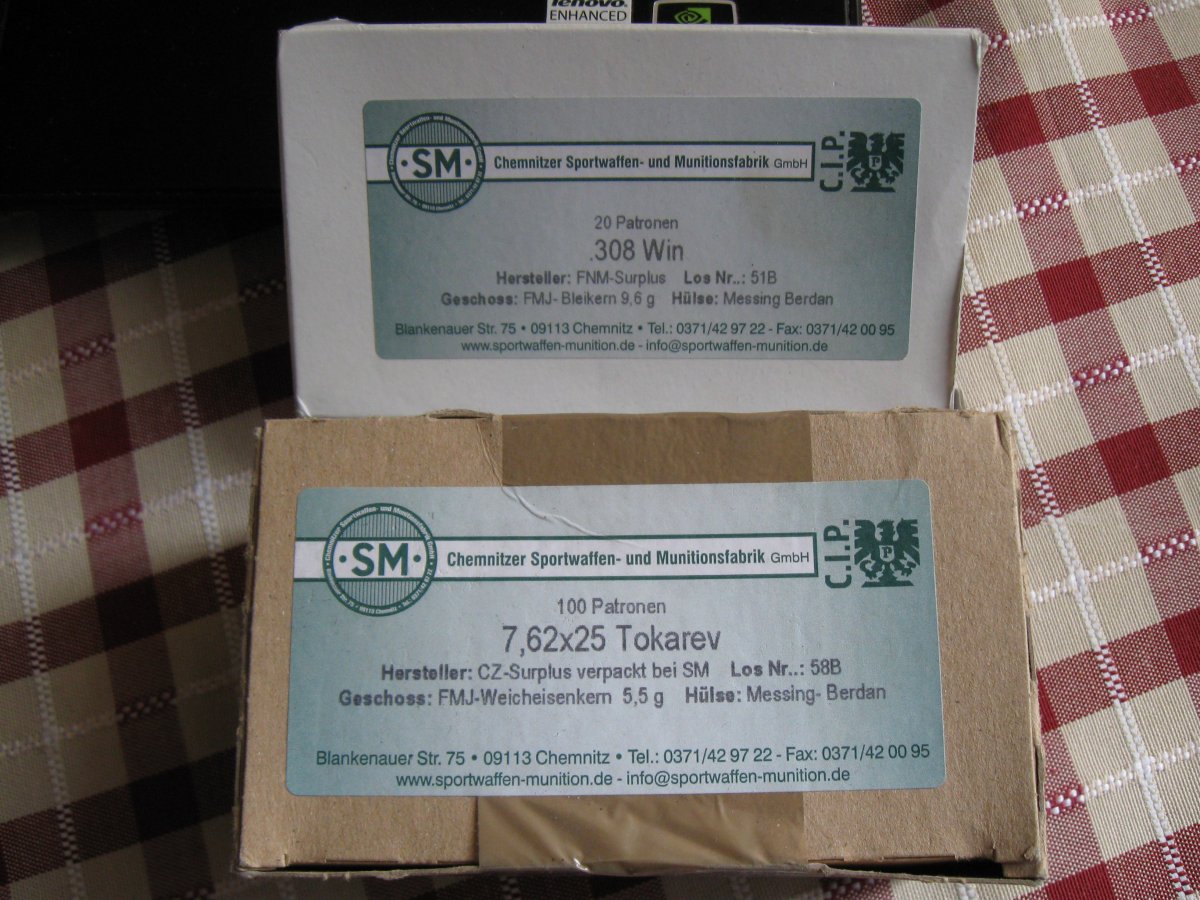 lenovo.
ENHANCED
SM
Chemnitzer Sportwaffen- und Munitionsfabrik GmbH
C.I.P.
P
20 Patronen
.308 Win
Hersteller: FNM-Surplus Los Nr..: 51B
Geschoss: FMJ- Bleikern 9,6 g Hülse: Messing Berdan
Blankenauer Str. 75 • 09113 Chemnitz • Tel.: 0371/42 97 22 - Fax: 0371/42 00 95
www.sportwaffen-munition.de - info@sportwaffen-munition.de
Chemnitzer Sportwaffen- und Munitionsfabrik GmbH
SM
Chemnitzer Sportwaffen- und Munitionsfabrik GmbH
C.I.P.
P
100 Patronen
7,62x25 Tokarev
Hersteller: CZ-Surplus verpackt bei SM Los Nr..: 58B
Geschoss: FMJ-Weicheisenkern 5,5 g Hülse: Messing- Berdan
Blankenauer Str. 75 • 09113 Chemnitz • Tel.: 0371/42 97 22 - Fax: 0371/42 00 95
www.sportwaffen-munition.de - info@sportwaffen-munition.de